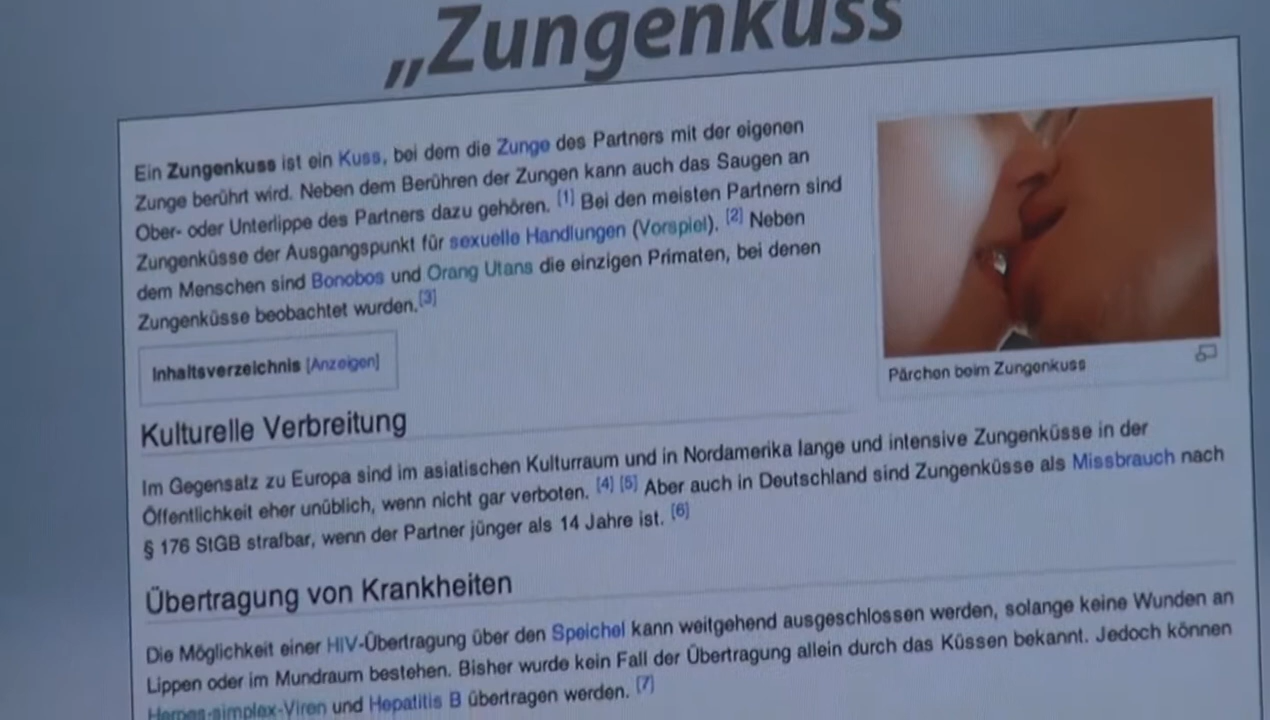 „Zungenkuss
Ein Zungenkuss ist ein Kuss, bei dem die Zunge des Partners mit der eigenen
Zunge berührt wird. Neben dem Berühren der Zungen kann auch das Saugen an
Ober- oder Unterlippe des Partners dazu gehören. [1] Bei den meisten Partnern sind
Zungenküsse der Ausgangspunkt für sexuelle Handlungen (Vorspiel). [2] Neben
dem Menschen sind Bonobos und Orang Utans die einzigen Primaten, bei denen
Zungenküsse beobachtet wurden.[3]
Pärchen beim Zungenkuss
Inhaltsverzeichnis [Anzeigen]
Kulturelle Verbreitung
Im Gegensatz zu Europa sind im asiatischen Kulturraum und in Nordamerika lange und intensive Zungenküsse in der
Öffentlichkeit eher unüblich, wenn nicht gar verboten. [4] [5] Aber auch in Deutschland sind Zungenküsse als Missbrauch nach
§ 176 StGB strafbar, wenn der Partner jünger als 14 Jahre ist. [6]
Übertragung von Krankheiten
Die Möglichkeit einer HIV-Übertragung über den Speichel kann weitgehend ausgeschlossen werden, solange keine Wunden an
Lippen oder im Mundraum bestehen. Bisher wurde kein Fall der Übertragung allein durch das Küssen bekannt. Jedoch können
Herpes-simplex-Viren und Hepatitis B übertragen werden. [7]